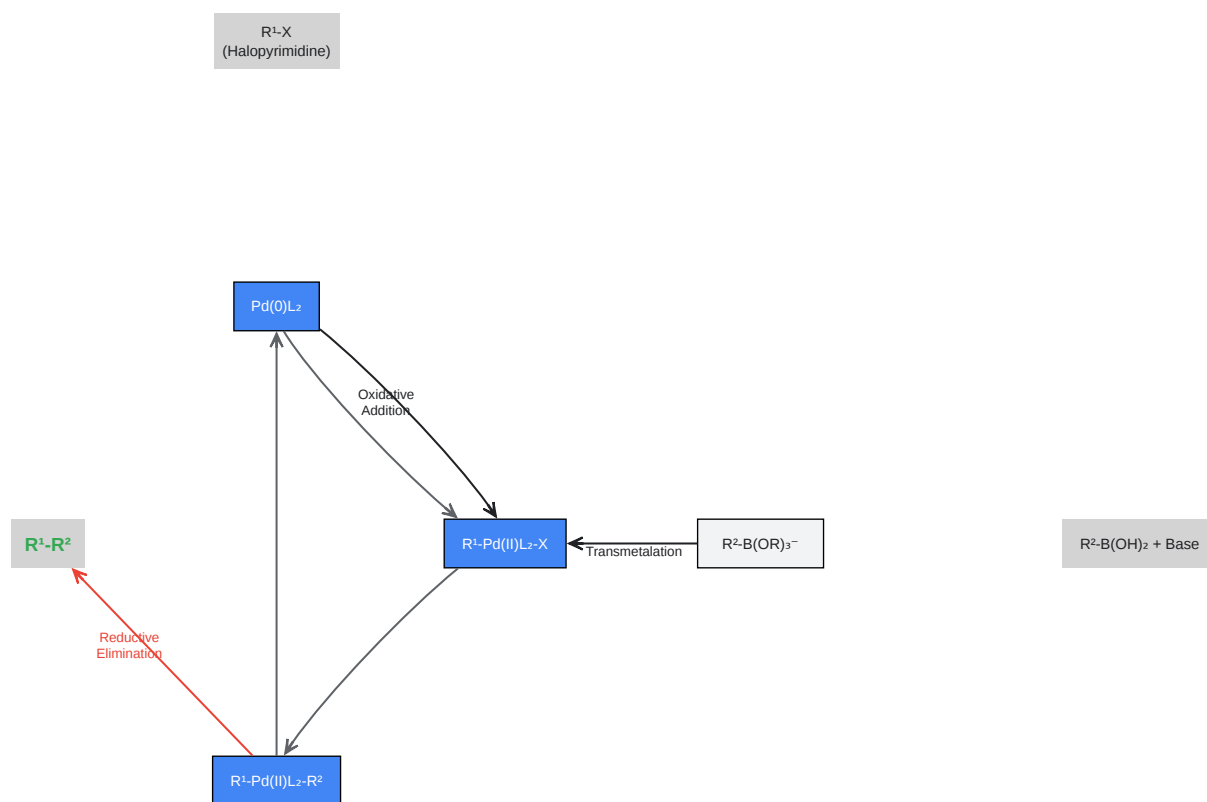 R¹-X
(Halopyrimidine)
Pd(0)L₂
Oxidative
Addition
R¹-R²
R¹-Pd(II)L₂-X
Transmetalation
R²-B(OR)₃⁻
R²-B(OH)₂ + Base
Reductive
Elimination
R¹-Pd(II)L₂-R²